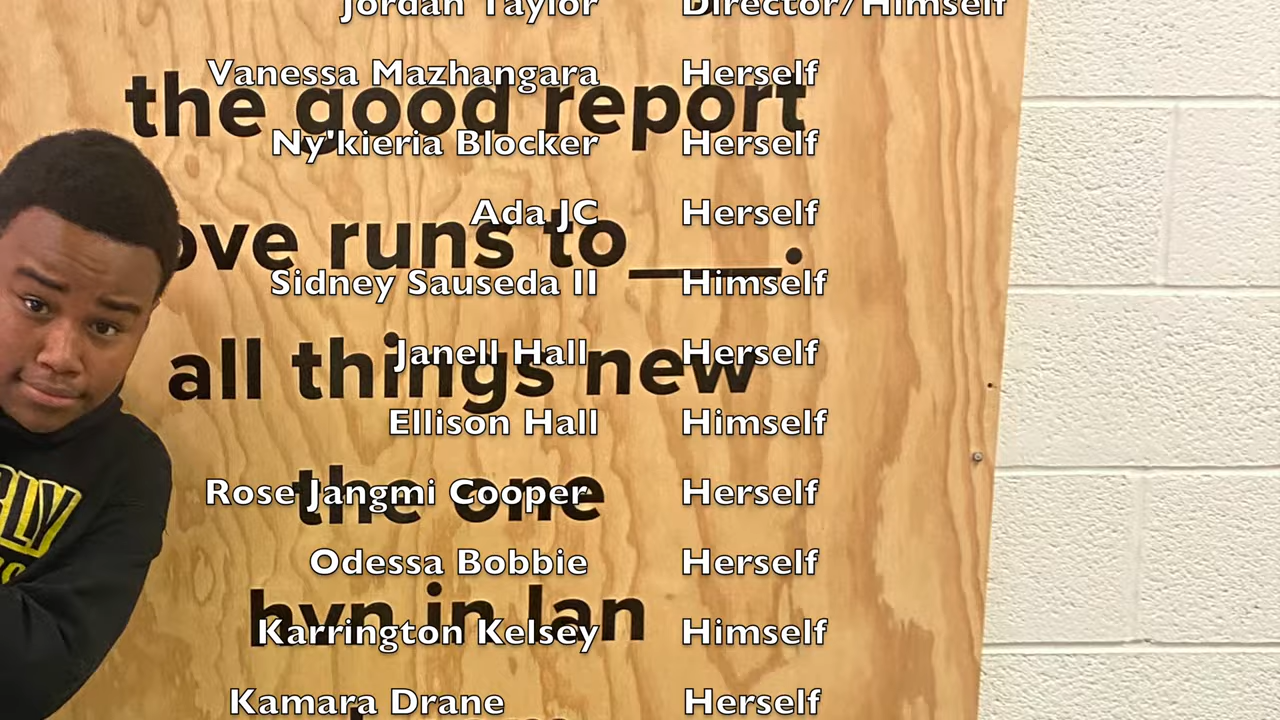 Jordan Taylor Director/Himself
Vanessa Mazhangara Herself
the good report
Ny'kieria Blocker Herself
Ada JC Herself
ove runs to____.
Sidney Sauseda II Himself
Janell Hall Herself
all things new
Ellison Hall Himself
Rose Jangmi Cooper Herself
the one
Odessa Bobbie Herself
hvn in lan
Karrington Kelsey Himself
Kamara Drane Herself